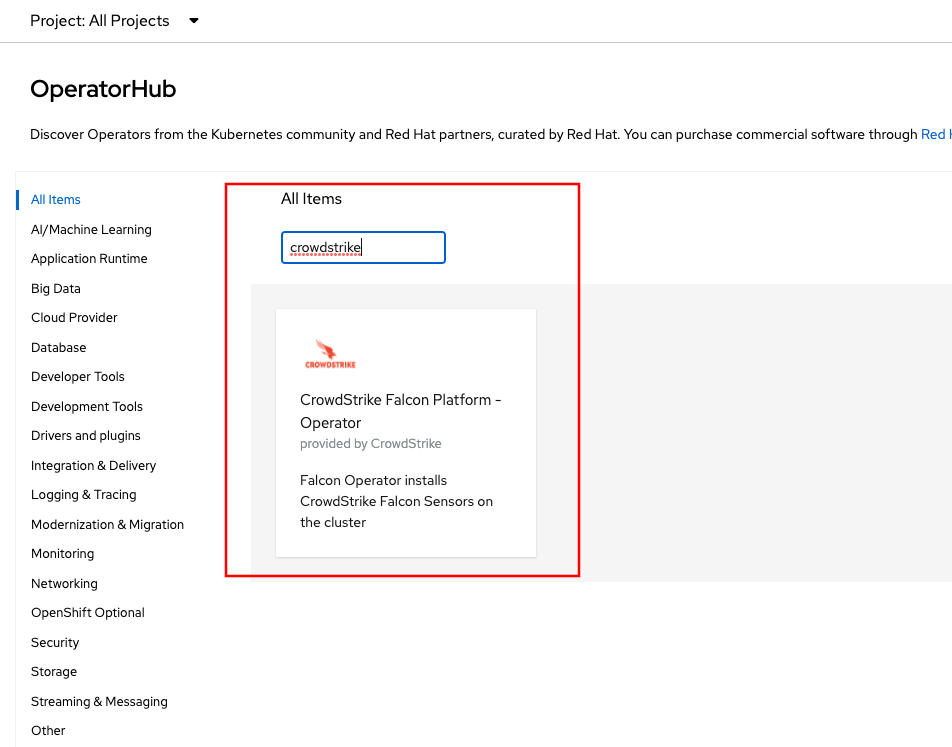 Project: All Projects
OperatorHub
Discover Operators from the Kubernetes community and Red Hat partners, curated by Red Hat. You can purchase commercial software through Red
All Items
AI/Machine Learning
Application Runtime
Big Data
Cloud Provider
Database
Developer Tools
Development Tools
Drivers and plugins
Integration & Delivery
Logging & Tracing
Modernization & Migration
Monitoring
Networking
OpenShift Optional
Security
Storage
Streaming & Messaging
Other
All Items
crowdstrike
CROWDSTRIKE
CrowdStrike Falcon Platform -
Operator
provided by CrowdStrike
Falcon Operator installs
CrowdStrike Falcon Sensors on
the cluster